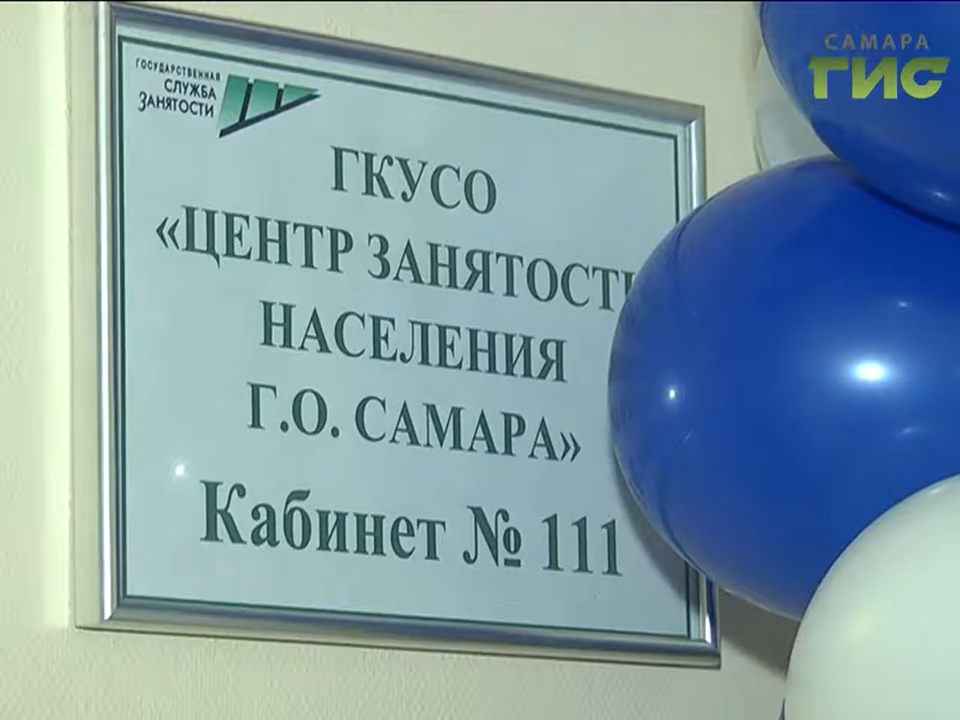 САМАРА
ГИС
ГОСУДАРСТВЕННАЯ
СЛУЖБА
ЗАНЯТОСТИ
ГКУСО
«ЦЕНТР ЗАНЯТОСТИ
НАСЕЛЕНИЯ
Г.О. САМАРА»
Кабинет № 111